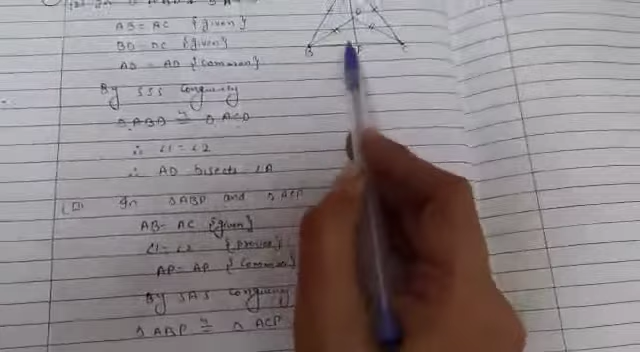 AB = AC {given}
BD = DC {given}
AD = AD {common}
By SSS congruency
△ABD ≅ △ACD
∴ ∠1 = ∠2
∴ AD bisects ∠A
In △ABP and △ACP
AB = AC {given}
∠1 = ∠2 {proven}
AP = AP {common}
By SAS congruency
△ABP ≅ △ACP
B
C